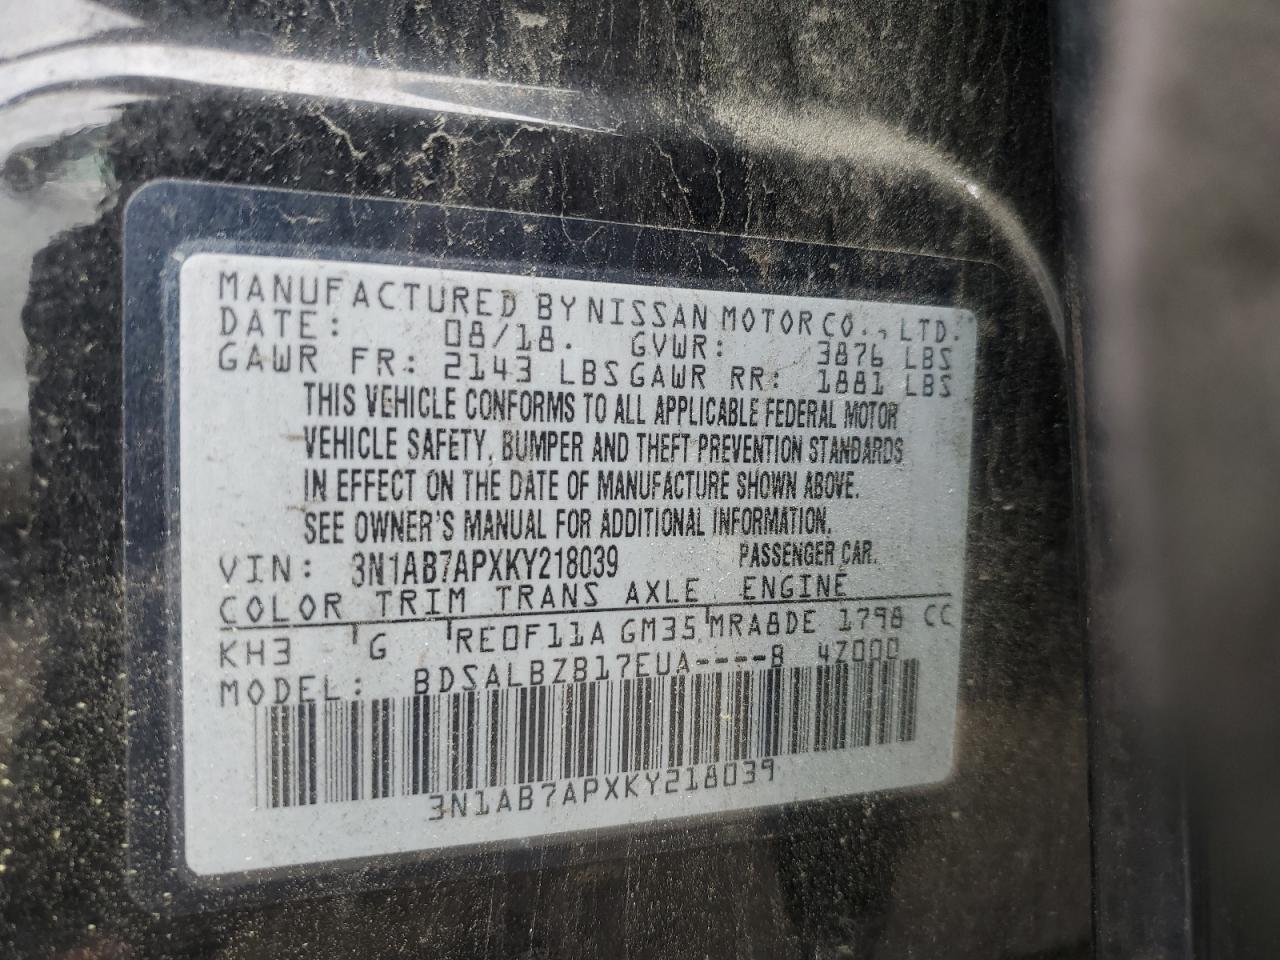 MANUFACTURED BY NISSAN MOTOR CO., LTD.
DATE: 08/18. GVWR: 3876 LBS
GAWR FR: 2143 LBS GAWR RR: 1881 LBS
THIS VEHICLE CONFORMS TO ALL APPLICABLE FEDERAL MOTOR
VEHICLE SAFETY, BUMPER AND THEFT PREVENTION STANDARDS
IN EFFECT ON THE DATE OF MANUFACTURE SHOWN ABOVE.
SEE OWNER'S MANUAL FOR ADDITIONAL INFORMATION.
VIN: 3N1AB7APXKY218039 PASSENGER CAR.
COLOR TRIM TRANS AXLE ENGINE
KH3 G RE0F11A GM35 MRA8DE 1798 CC
MODEL: BDSALBZB17EUA----B 4Z000
3N1AB7APXKY218039